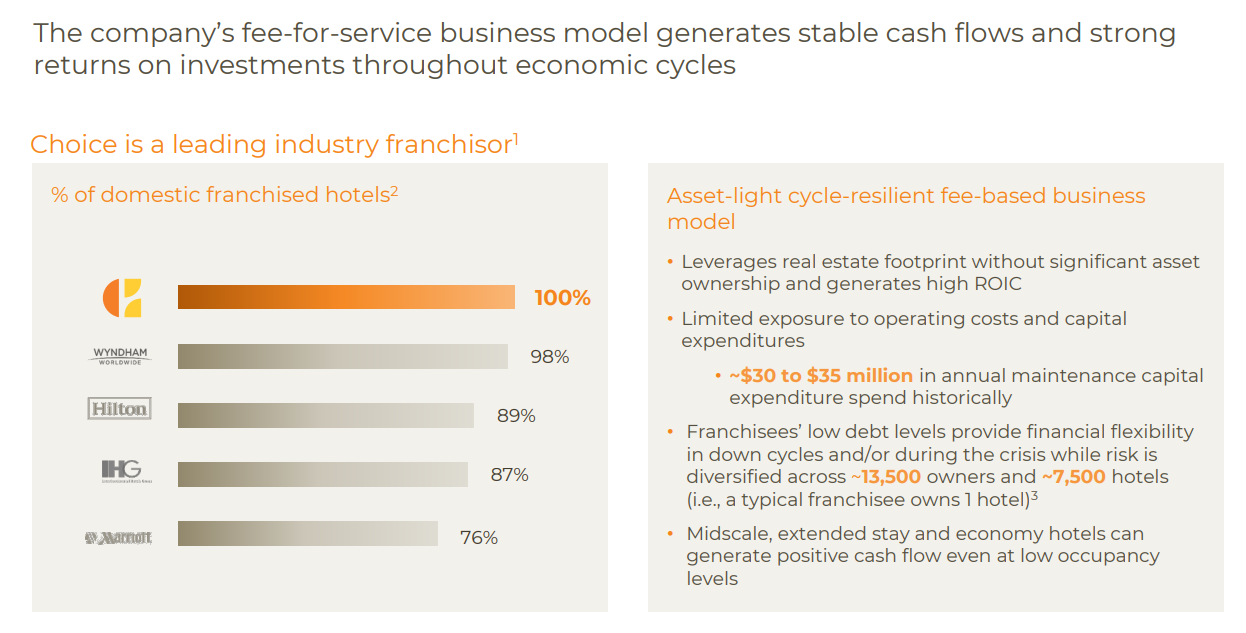 The company’s fee-for-service business model generates stable cash flows and strong
returns on investments throughout economic cycles
Choice is a leading industry franchisor¹
% of domestic franchised hotels²
100%
WYNDHAM
WORLDWIDE
98%
Hilton
89%
IHG
87%
Marriott
76%
Asset-light cycle-resilient fee-based business
model
• Leverages real estate footprint without significant asset
ownership and generates high ROIC
• Limited exposure to operating costs and capital
expenditures
• ~$30 to $35 million in annual maintenance capital
expenditure spend historically
• Franchisees’ low debt levels provide financial flexibility
in down cycles and/or during the crisis while risk is
diversified across ~13,500 owners and ~7,500 hotels
(i.e., a typical franchisee owns 1 hotel)³
• Midscale, extended stay and economy hotels can
generate positive cash flow even at low occupancy
levels